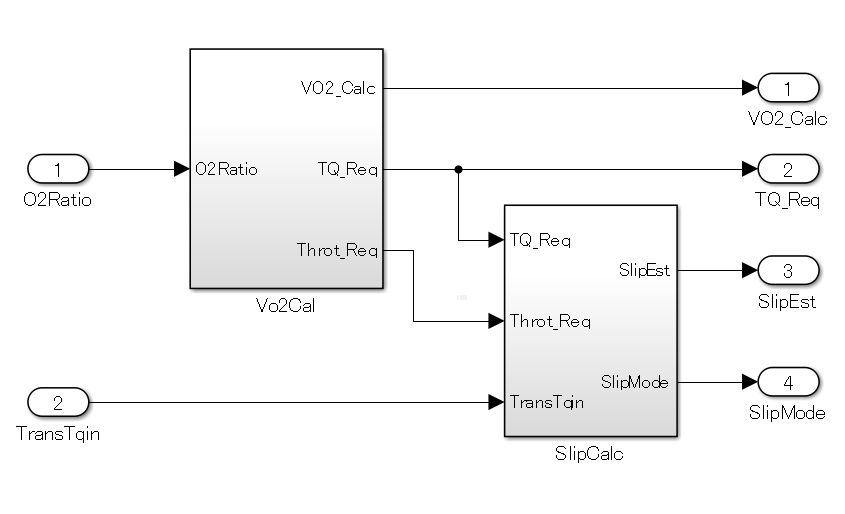 VO2_Calc
1
VO2_Calc
1
O2Ratio
O2Ratio
TQ_Req
2
TQ_Req
Throt_Req
Vo2Cal
TQ_Req
SlipEst
3
SlipEst
Throt_Req
2
TransTqin
TransTqin
SlipMode
4
SlipMode
SlipCalc